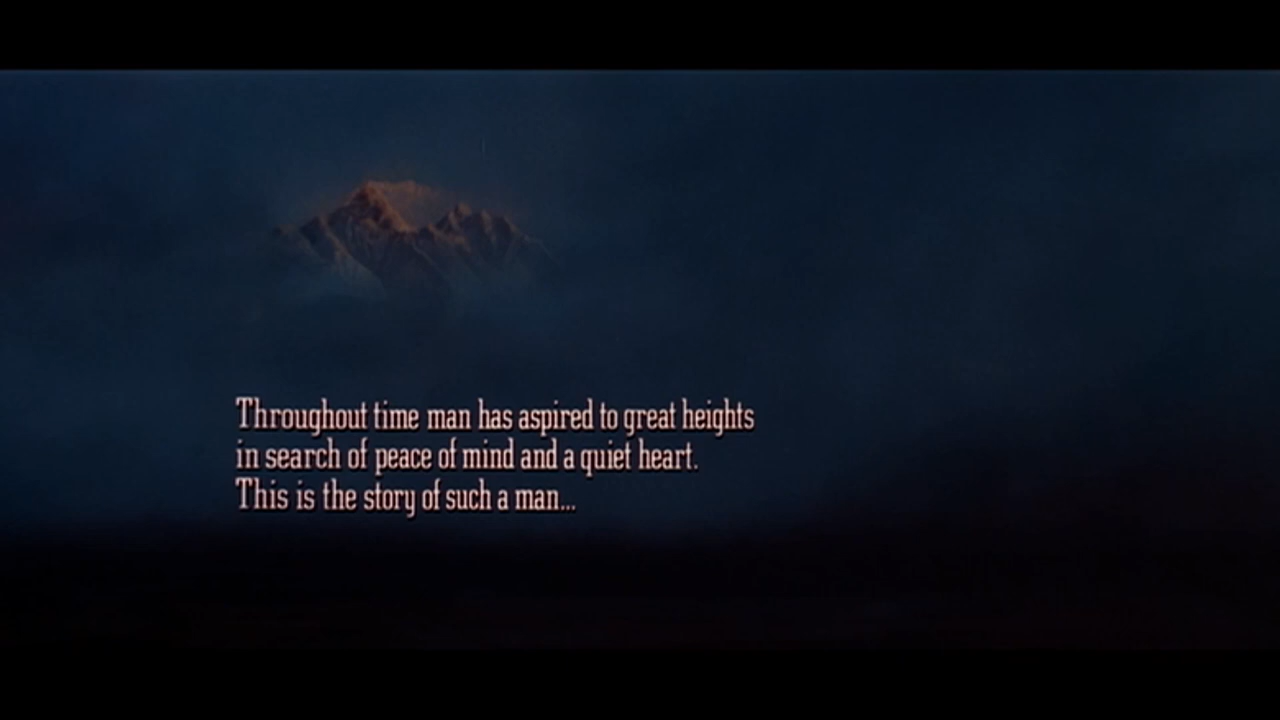 Throughout time man has aspired to great heights
in search of peace of mind and a quiet heart.
This is the story of such a man...